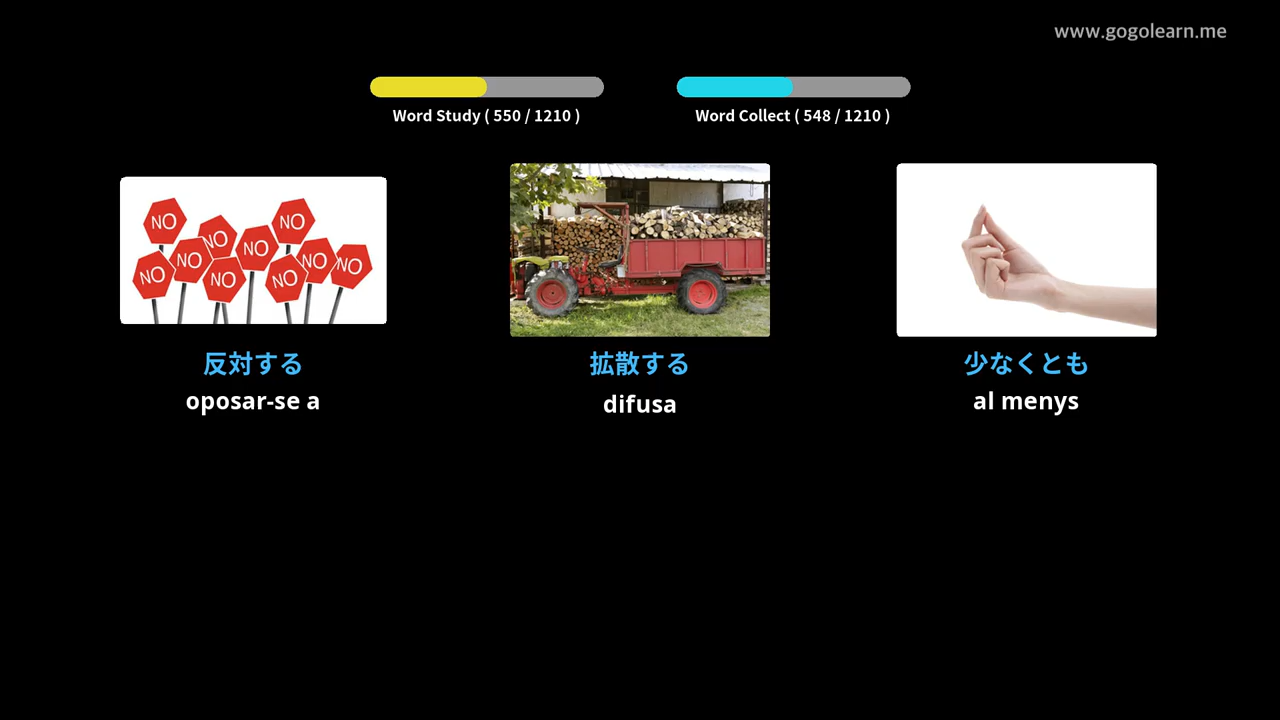 www.gogolearn.me
Word Study ( 550 / 1210 )
Word Collect ( 548 / 1210 )
NO
NO
NO
NO
NO
NO
NO
NO
NO
NO
反対する
oposar-se a
拡散する
difusa
少なくとも
al menys